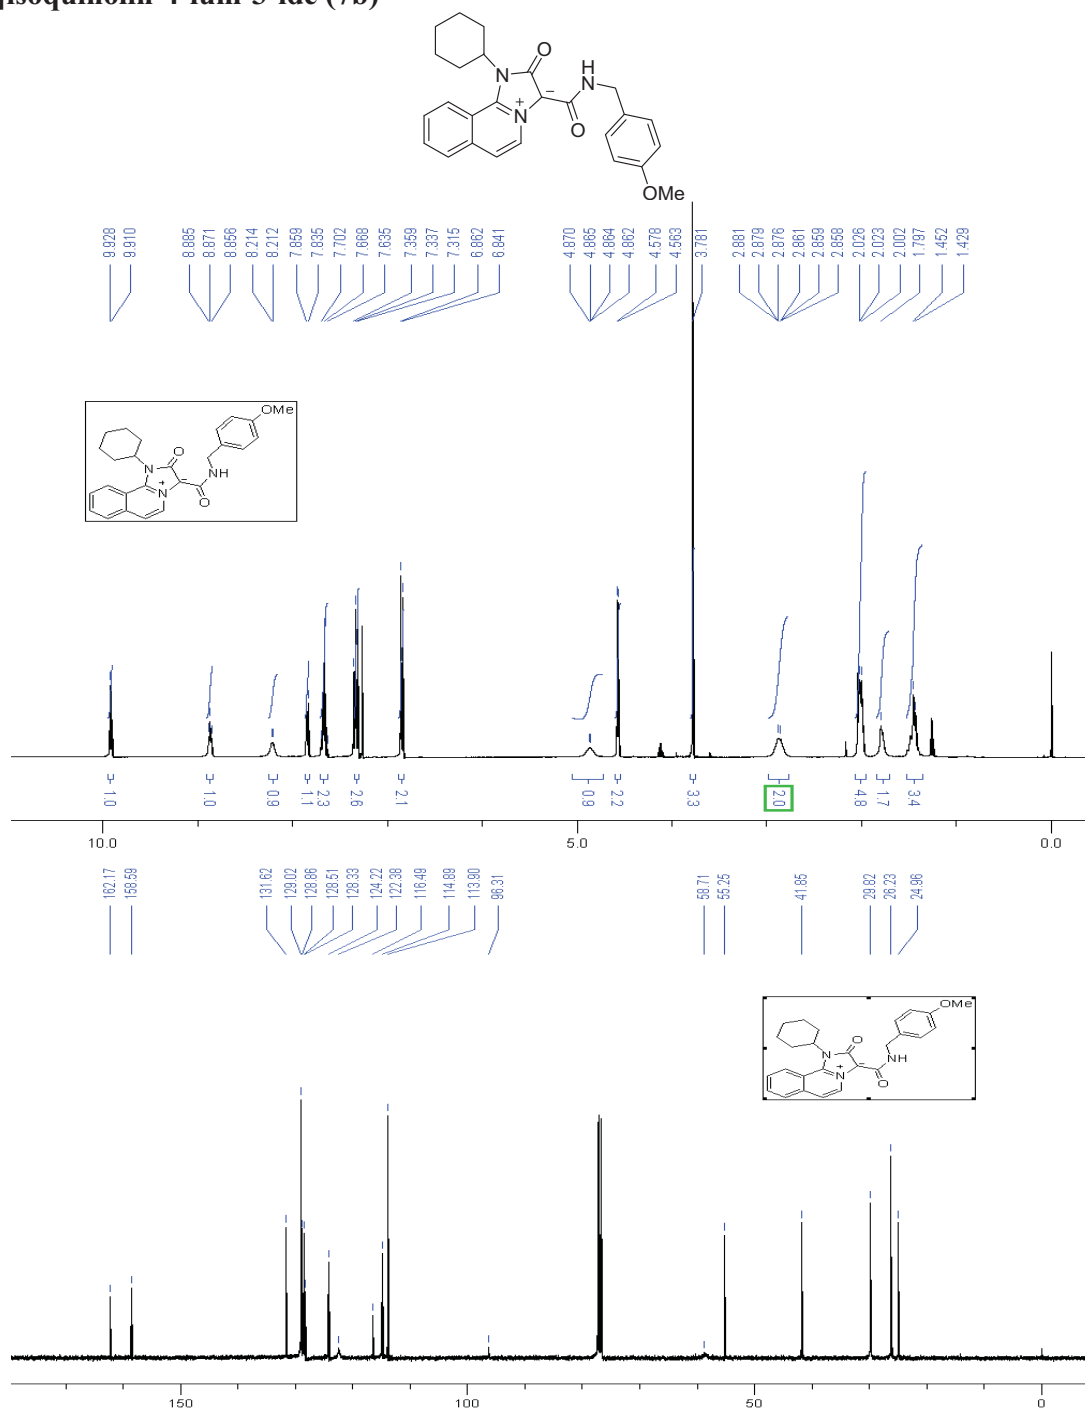 ]isoquinolin-4-ium-3-ide (7b)
O
N
H
N
+
N
−
O
OMe
9.928 9.910 8.885 8.871 8.856 8.214 8.212 7.859 7.835 7.702 7.668 7.635 7.359 7.337 7.315 6.862 6.841 4.870 4.865 4.864 4.862 4.578 4.563 3.781 2.881 2.879 2.876 2.861 2.859 2.858 2.026 2.023 2.002 1.797 1.452 1.429
OMe
O
N
NH
+
N
−
O
1.0 1.0 0.9 1.1 2.3 2.6 2.1 0.9 2.2 3.3 2.0 4.8 1.7 3.4
10.0 5.0 0.0
162.17 158.59 131.62 129.02 128.86 128.51 128.33 124.22 122.38 116.49 114.89 113.90 96.31 58.71 55.25 41.85 29.82 26.23 24.96
OMe
O
N
NH
+
N
−
O
150 100 50 0